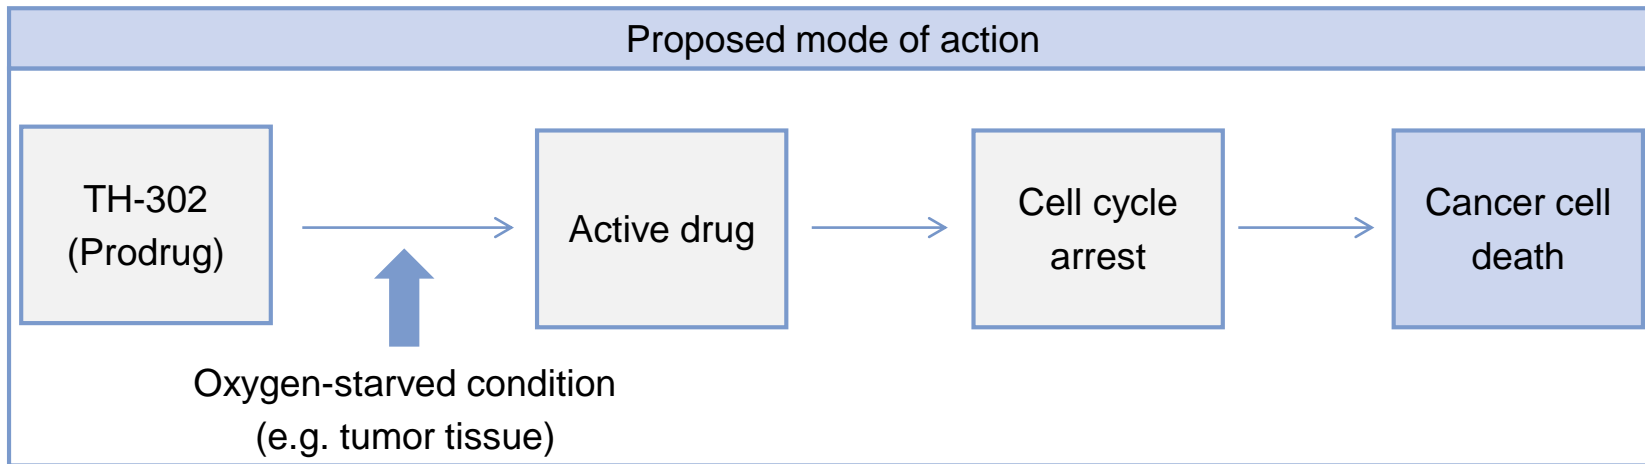 Proposed mode of action
TH-302
(Prodrug)
Active drug
Cell cycle
arrest
Cancer cell
death
Oxygen-starved condition
(e.g. tumor tissue)